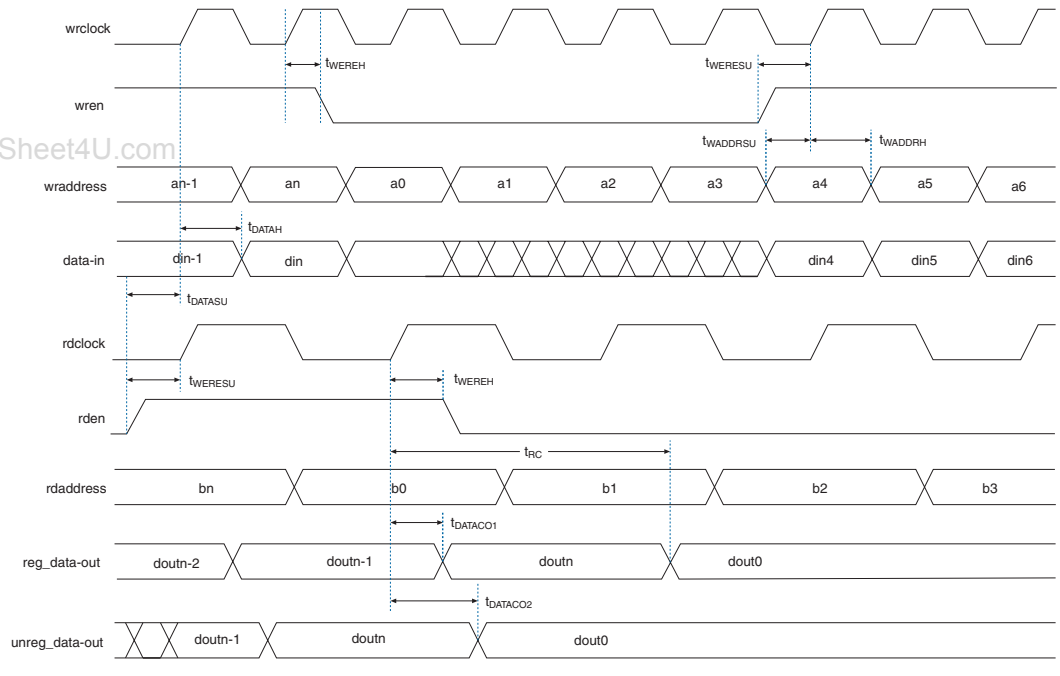 wrclock
tWEREH
tWERESU
wren
Sheet4U.com
tWADDRSU
tWADDRH
wraddress an-1 an a0 a1 a2 a3 a4 a5 a6
tDATAH
data-in din-1 din din4 din5 din6
tDATASU
rdclock
tWERESU
tWEREH
rden
tRC
rdaddress bn b0 b1 b2 b3
tDATACO1
reg_data-out doutn-2 doutn-1 doutn dout0
tDATACO2
unreg_data-out doutn-1 doutn dout0